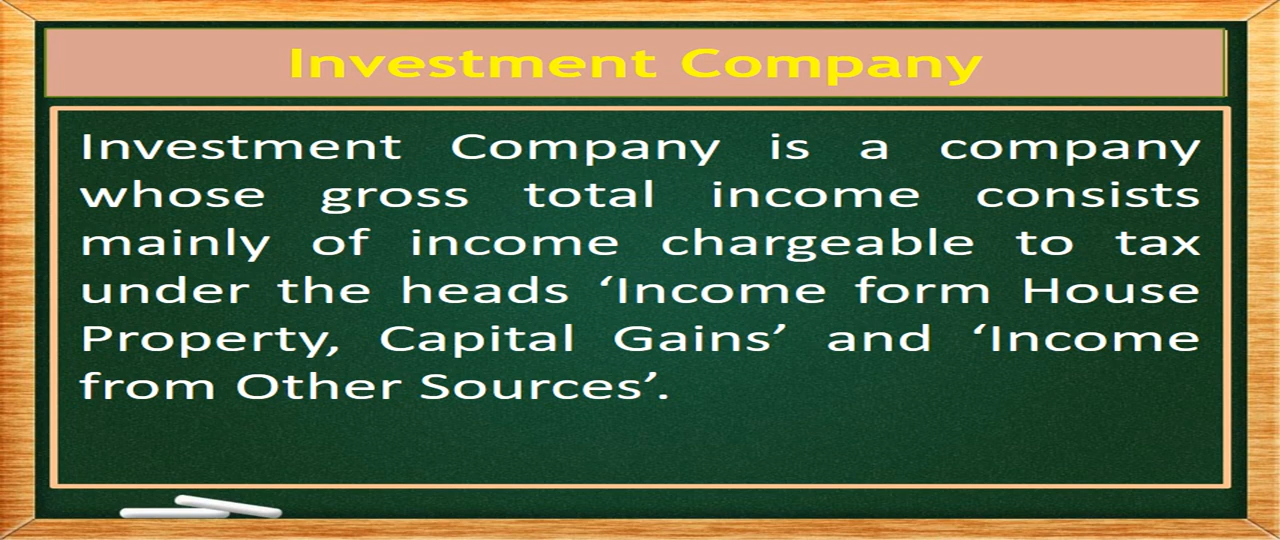 Investment Company
Investment Company is a company
whose gross total income consists
mainly of income chargeable to tax
under the heads ‘Income form House
Property, Capital Gains’ and ‘Income
from Other Sources’.